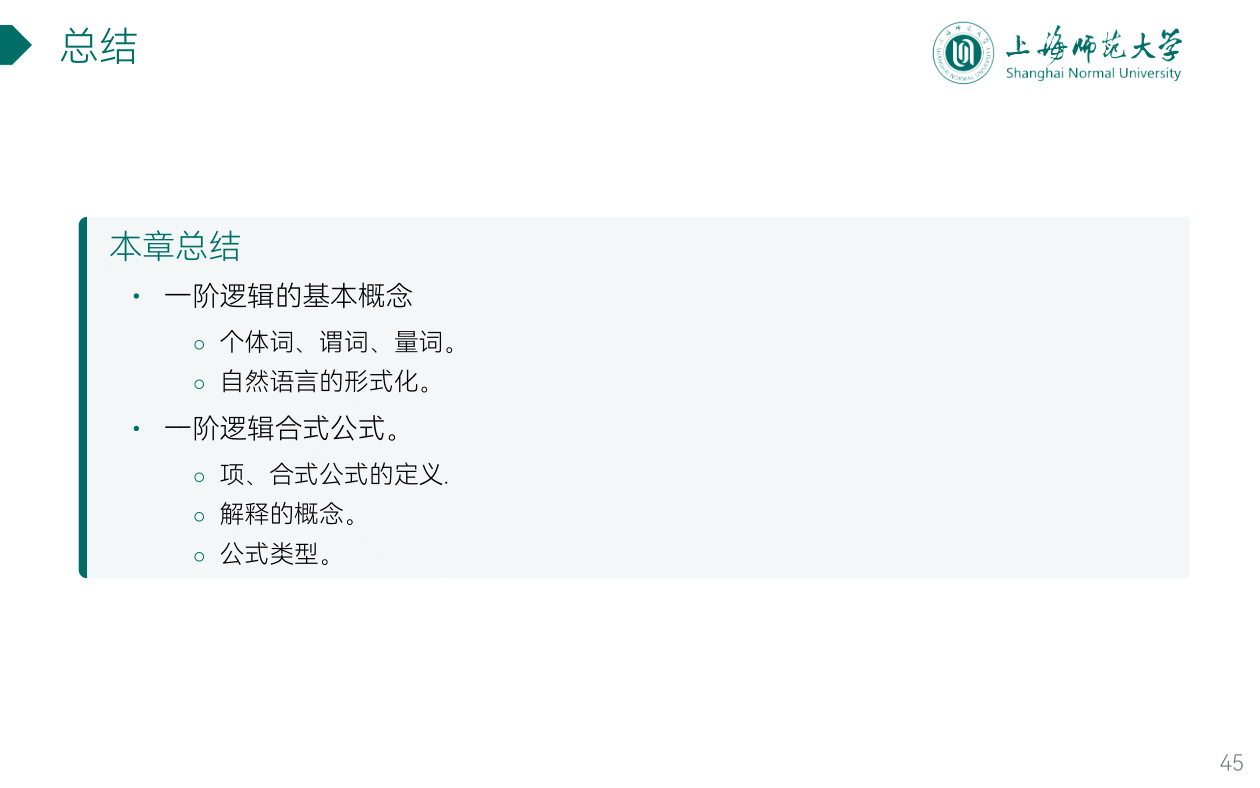 总结
上海师范大学
Shanghai Normal University
本章总结
• 一阶逻辑的基本概念
○ 个体词、谓词、量词。
○ 自然语言的形式化。
• 一阶逻辑合式公式。
○ 项、合式公式的定义.
○ 解释的概念。
○ 公式类型。
45